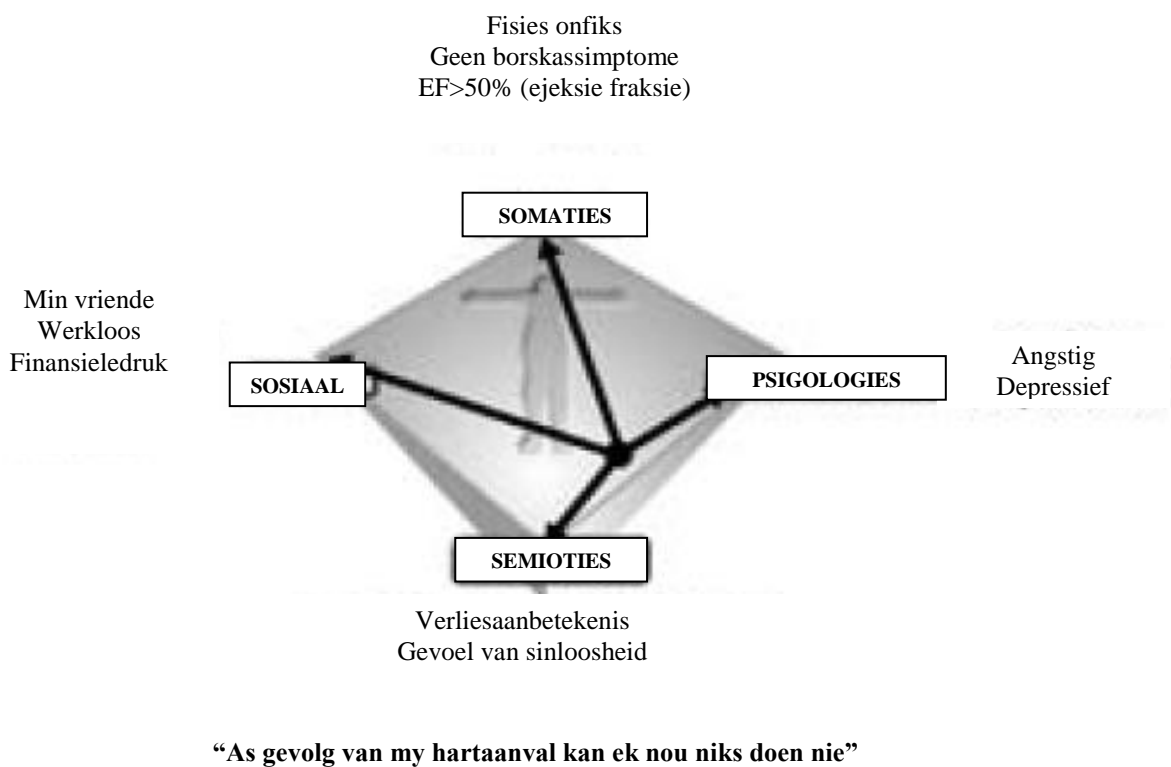 Fisies onfiks
Geen borskassimptome
EF>50% (ejeksie fraksie)
SOMATIES
Min vriende
Werkloos
Finansieledruk
SOSIAAL
PSIGOLOGIES
Angstig
Depressief
SEMIOTIES
Verliesaanbetekenis
Gevoel van sinloosheid
“As gevolg van my hartaanval kan ek nou niks doen nie”